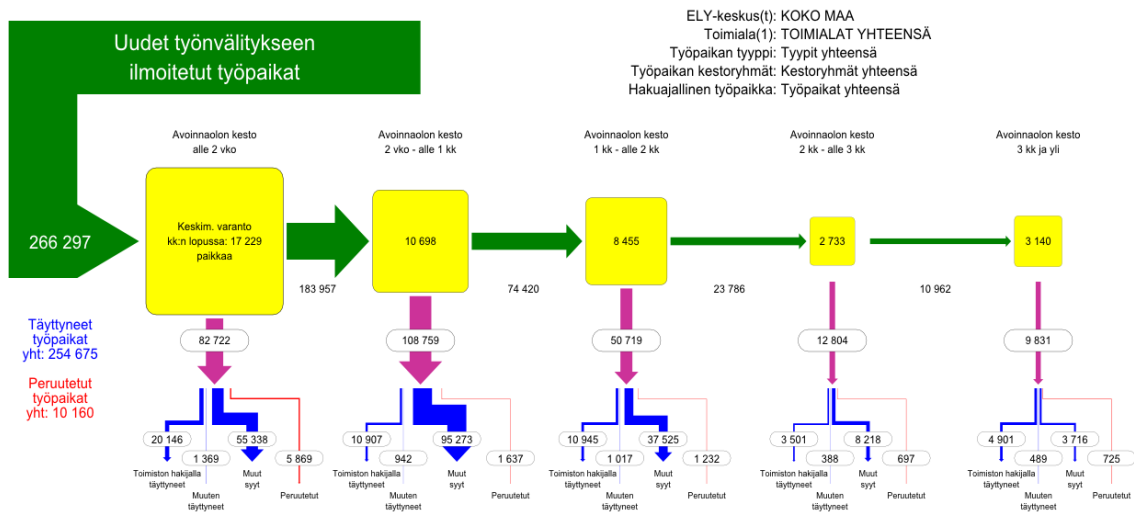 Uudet työnvälitykseen
ilmoitetut työpaikat
ELY-keskus(t): KOKO MAA
Toimiala(1): TOIMIALAT YHTEENSÄ
Työpaikan tyyppi: Tyypit yhteensä
Työpaikan kestoryhmät: Kestoryhmät yhteensä
Hakuajallinen työpaikka: Työpaikat yhteensä
Avoinnaolon kesto
alle 2 vko
Avoinnaolon kesto
2 vko - alle 1 kk
Avoinnaolon kesto
1 kk - alle 2 kk
Avoinnaolon kesto
2 kk - alle 3 kk
Avoinnaolon kesto
3 kk ja yli
266 297
Keskim. varanto
kk:n lopussa: 17 229
paikkaa
10 698
8 455
2 733
3 140
183 957
74 420
23 786
10 962
Täyttyneet
työpaikat
yht: 254 675
82 722
108 759
50 719
12 804
9 831
Peruutetut
työpaikat
yht: 10 160
20 146
55 338
1 369
5 869
Toimiston hakijalla
täyttyneet
Muut
syyt
Muuten
täyttyneet
Peruutetut
10 907
95 273
942
1 637
Toimiston hakijalla
täyttyneet
Muut
syyt
Muuten
täyttyneet
Peruutetut
10 945
37 525
1 017
1 232
Toimiston hakijalla
täyttyneet
Muut
syyt
Muuten
täyttyneet
Peruutetut
3 501
8 218
388
697
Toimiston hakijalla
täyttyneet
Muut
syyt
Muuten
täyttyneet
Peruutetut
4 901
3 716
489
725
Toimiston hakijalla
täyttyneet
Muut
syyt
Muuten
täyttyneet
Peruutetut